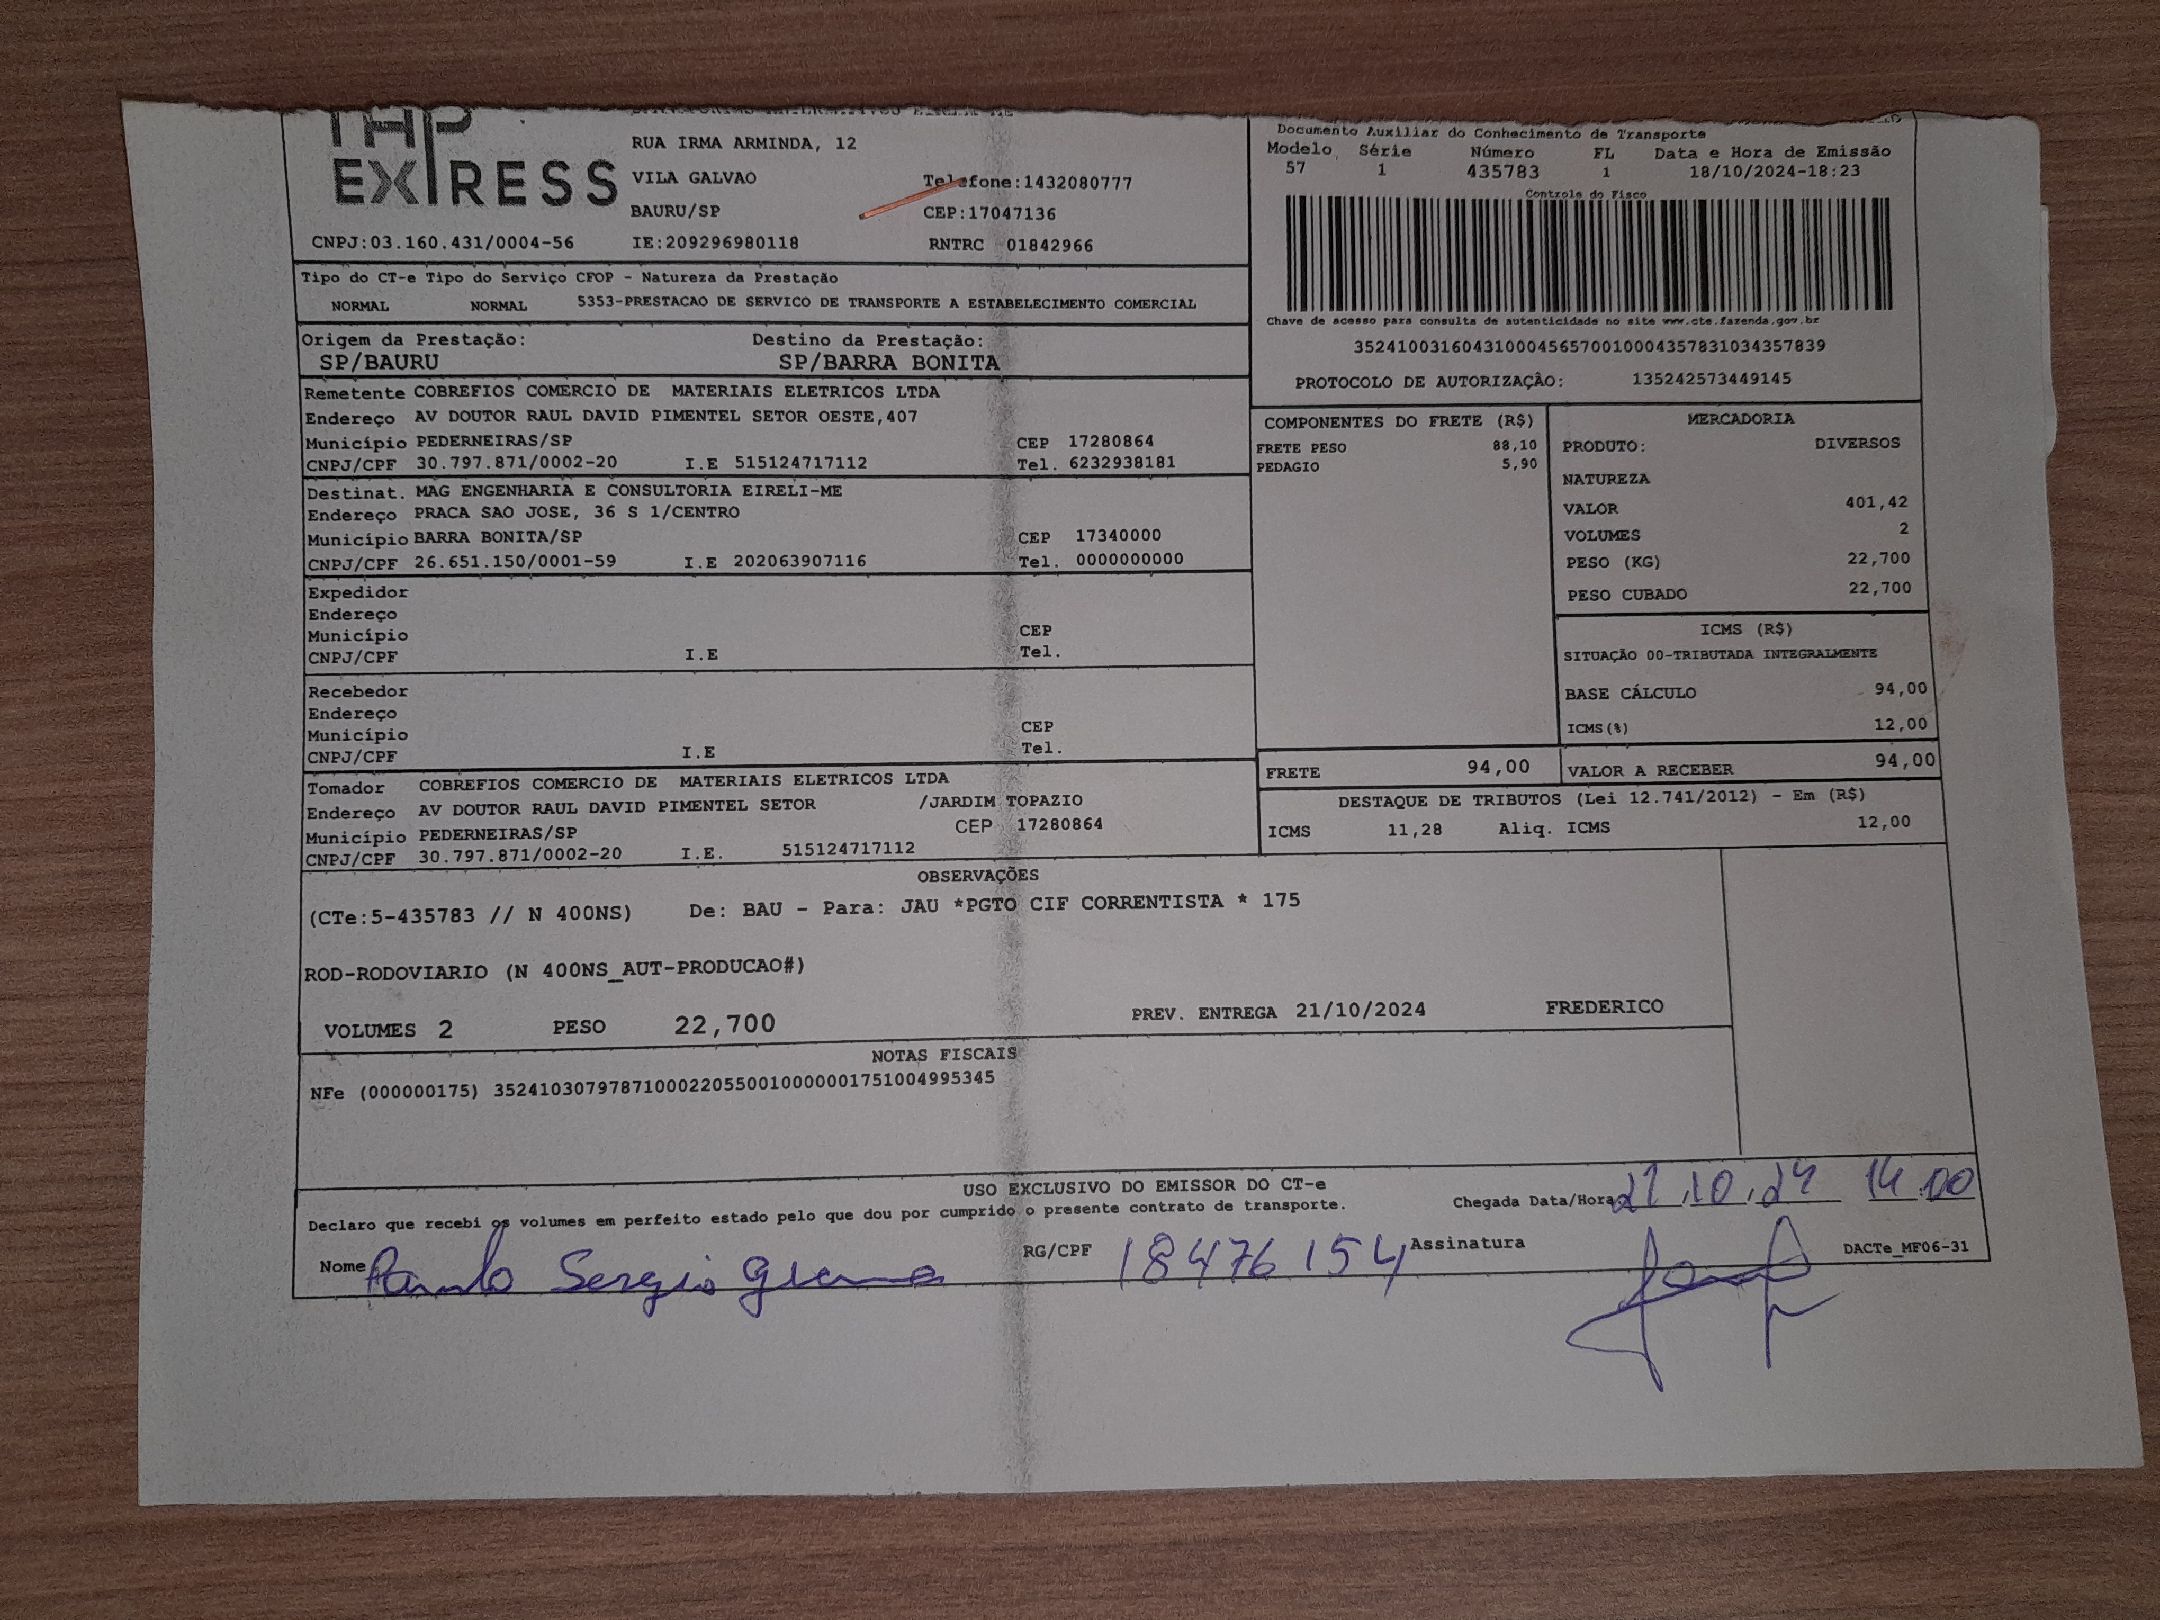 EXPRESS
RUA IRMA ARMINDA, 12
VILA GALVAO Telefone:1432080777
BAURU/SP CEP:17047136
CNPJ:03.160.431/0004-56 IE:209296980118 RNTRC 01842966
Documento Auxiliar do Conhecimento de Transporte
Modelo Série Número FL Data e Hora de Emissão
57 1 435783 1 18/10/2024-18:23
Controle do Fisco
Chave de acesso para consulta de autenticidade no site www.cte.fazenda.gov.br
35241003160431000456570010004357831034357839
PROTOCOLO DE AUTORIZAÇÃO: 135242573449145
Tipo do CT-e Tipo do Serviço CFOP - Natureza da Prestação
NORMAL NORMAL 5353-PRESTACAO DE SERVICO DE TRANSPORTE A ESTABELECIMENTO COMERCIAL
Origem da Prestação: Destino da Prestação:
SP/BAURU SP/BARRA BONITA
Remetente COBREFIOS COMERCIO DE MATERIAIS ELETRICOS LTDA
Endereço AV DOUTOR RAUL DAVID PIMENTEL SETOR OESTE,407
Município PEDERNEIRAS/SP CEP 17280864
CNPJ/CPF 30.797.871/0002-20 I.E 515124717112 Tel. 6232938181
Destinat. MAG ENGENHARIA E CONSULTORIA EIRELI-ME
Endereço PRACA SAO JOSE, 36 S 1/CENTRO
Município BARRA BONITA/SP CEP 17340000
CNPJ/CPF 26.651.150/0001-59 I.E 202063907116 Tel. 0000000000
Expedidor
Endereço
Município CEP
CNPJ/CPF I.E Tel.
Recebedor
Endereço
Município CEP
CNPJ/CPF I.E Tel.
Tomador COBREFIOS COMERCIO DE MATERIAIS ELETRICOS LTDA
Endereço AV DOUTOR RAUL DAVID PIMENTEL SETOR /JARDIM TOPAZIO
Município PEDERNEIRAS/SP CEP 17280864
CNPJ/CPF 30.797.871/0002-20 I.E. 515124717112
COMPONENTES DO FRETE (R$)
FRETE PESO 88,10
PEDAGIO 5,90
MERCADORIA
PRODUTO: DIVERSOS
NATUREZA
VALOR 401,42
VOLUMES 2
PESO (KG) 22,700
PESO CUBADO 22,700
ICMS (R$)
SITUAÇÃO 00-TRIBUTADA INTEGRALMENTE
BASE CÁLCULO 94,00
ICMS(%) 12,00
FRETE 94,00 VALOR A RECEBER 94,00
DESTAQUE DE TRIBUTOS (Lei 12.741/2012) - Em (R$)
ICMS 11,28 Aliq. ICMS 12,00
OBSERVAÇÕES
(CTe:5-435783 // N 400NS) De: BAU - Para: JAU *PGTO CIF CORRENTISTA * 175
ROD-RODOVIARIO (N 400NS_AUT-PRODUCAO#)
VOLUMES 2 PESO 22,700 PREV. ENTREGA 21/10/2024 FREDERICO
NOTAS FISCAIS
NFe (000000175) 35241030797871000220550010000001751004995345
USO EXCLUSIVO DO EMISSOR DO CT-e
Declaro que recebi os volumes em perfeito estado pelo que dou por cumprido o presente contrato de transporte.
Chegada Data/Hora 21.10.24 14.00
Nome Paulo Sergio RG/CPF 18476154 Assinatura DACTe_MF06-31